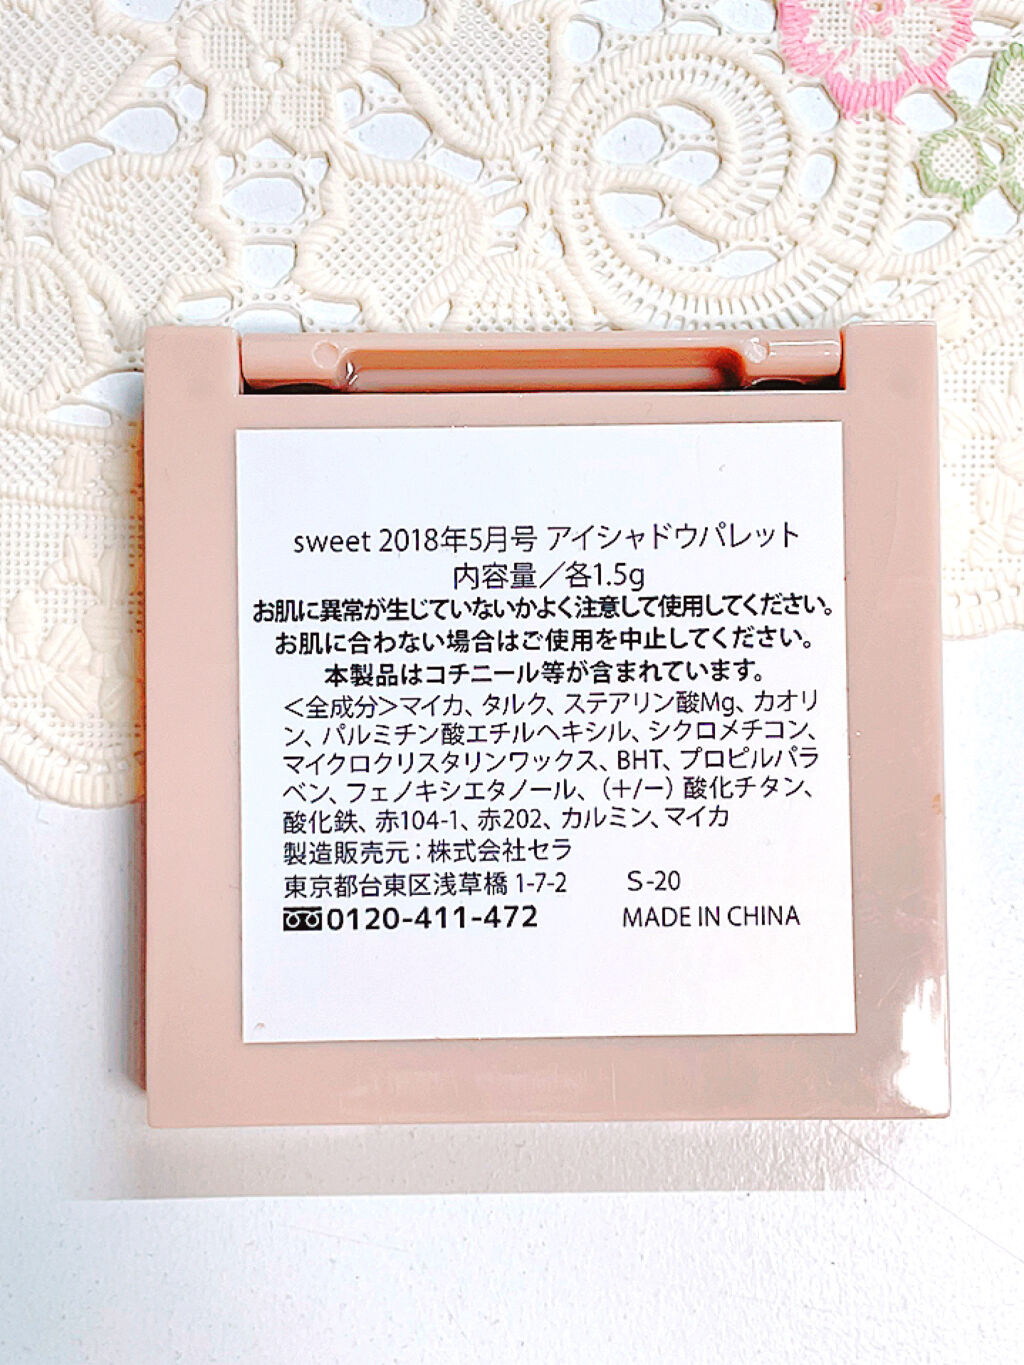 sweet 2018年5月号 アイシャドウパレット
内容量／各1.5g
お肌に異常が生じていないかよく注意して使用してください。
お肌に合わない場合はご使用を中止してください。
本製品はコチニール等が含まれています。
＜全成分＞マイカ、タルク、ステアリン酸Mg、カオリ
ン、パルミチン酸エチルヘキシル、シクロメチコン、
マイクロクリスタリンワックス、BHT、プロピルパラ
ベン、フェノキシエタノール、（+/−）酸化チタン、
酸化鉄、赤104-1、赤202、カルミン、マイカ
製造販売元：株式会社セラ
東京都台東区浅草橋 1-7-2 S-20
0120-411-472 MADE IN CHINA